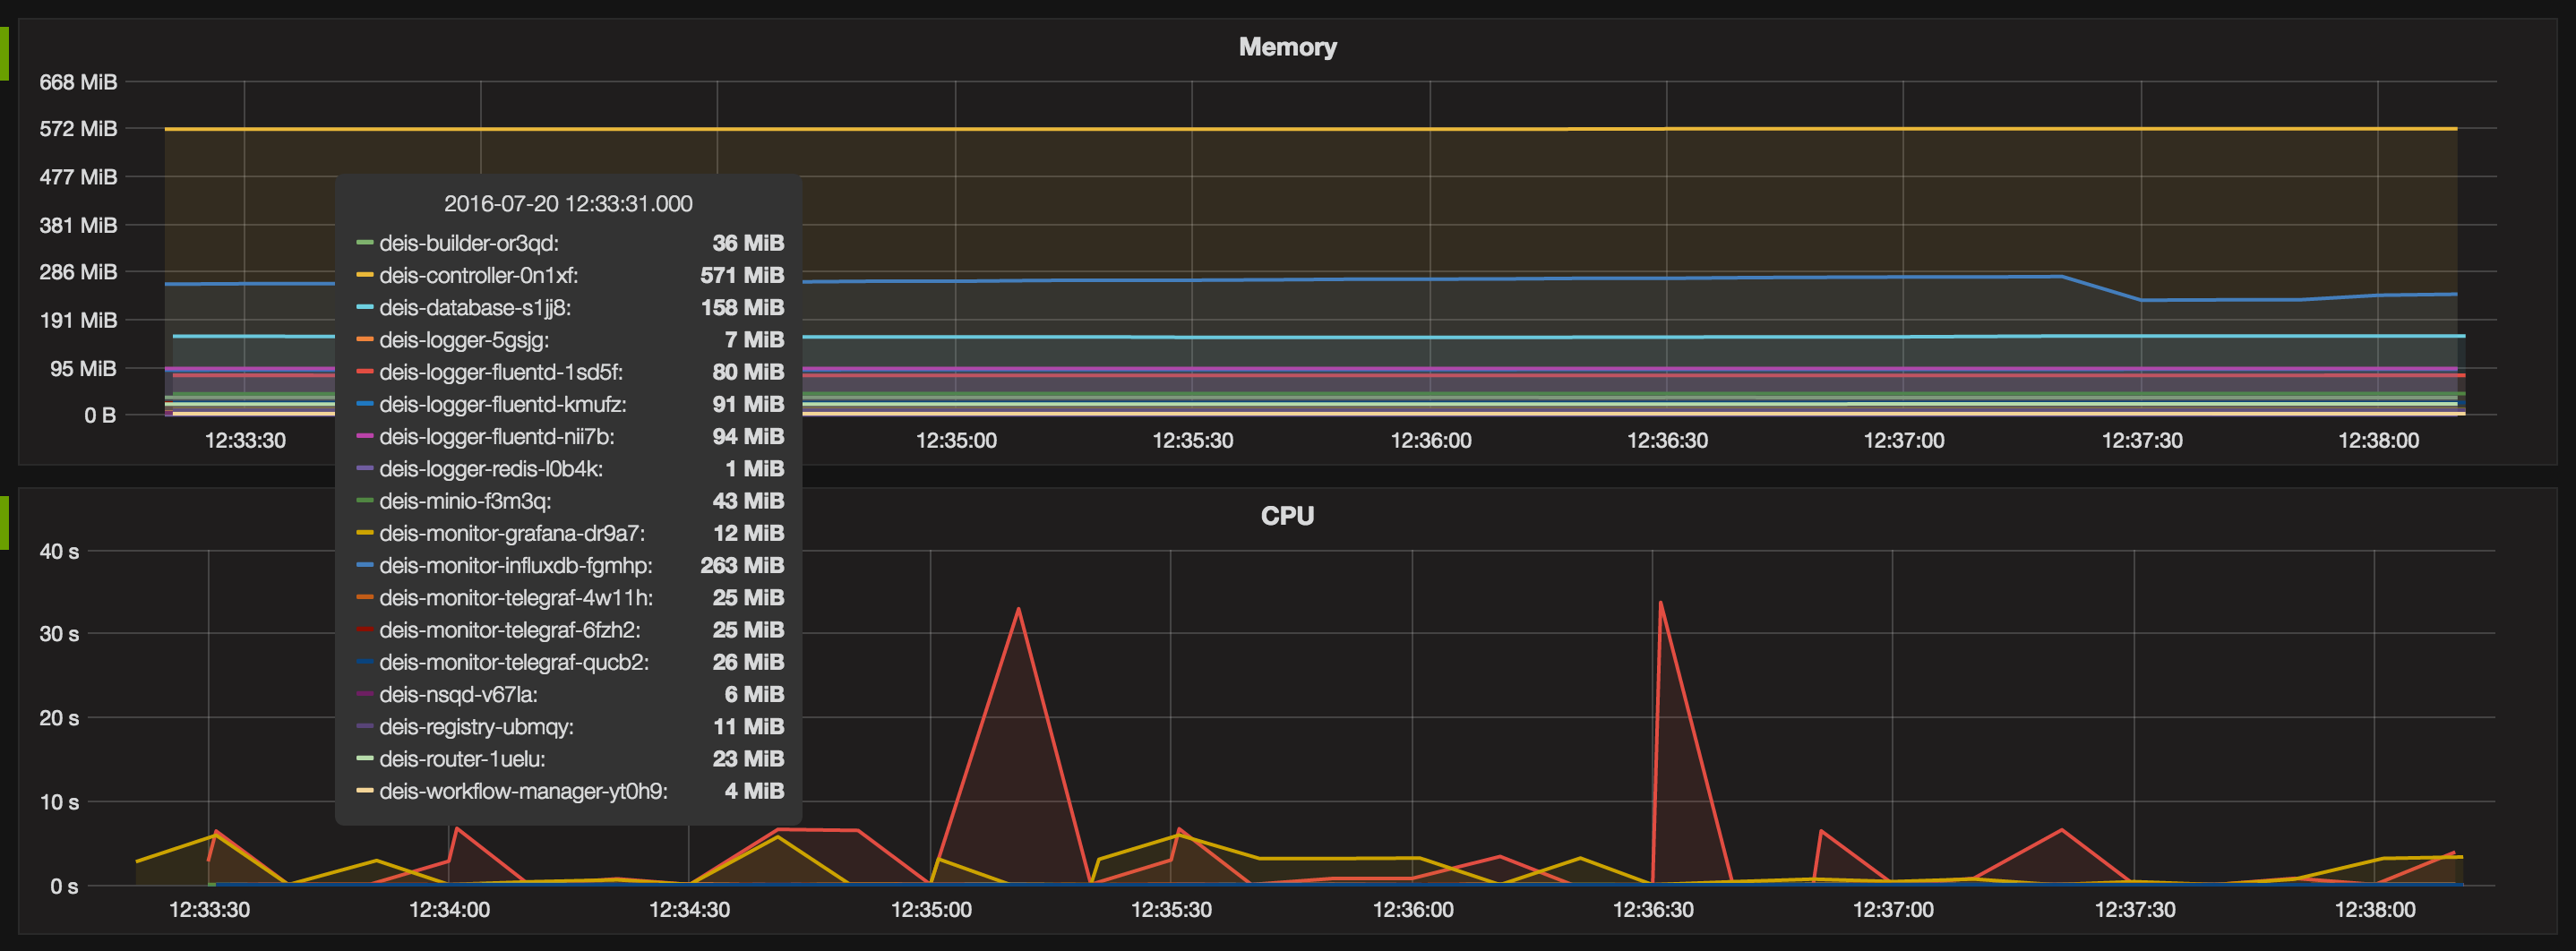 Memory
668 MiB
572 MiB
477 MiB
381 MiB
286 MiB
191 MiB
95 MiB
0 B
12:33:30
12:35:00
12:35:30
12:36:00
12:36:30
12:37:00
12:37:30
12:38:00
2016-07-20 12:33:31.000
deis-builder-or3qd: 36 MiB
deis-controller-0n1xf: 571 MiB
deis-database-s1jj8: 158 MiB
deis-logger-5gsjg: 7 MiB
deis-logger-fluentd-1sd5f: 80 MiB
deis-logger-fluentd-kmufz: 91 MiB
deis-logger-fluentd-nii7b: 94 MiB
deis-logger-redis-l0b4k: 1 MiB
deis-minio-f3m3q: 43 MiB
deis-monitor-grafana-dr9a7: 12 MiB
deis-monitor-influxdb-fgmhp: 263 MiB
deis-monitor-telegraf-4w11h: 25 MiB
deis-monitor-telegraf-6fzh2: 25 MiB
deis-monitor-telegraf-qucb2: 26 MiB
deis-nsqd-v67la: 6 MiB
deis-registry-ubmqy: 11 MiB
deis-router-1uelu: 23 MiB
deis-workflow-manager-yt0h9: 4 MiB
CPU
40 s
30 s
20 s
10 s
0 s
12:33:30
12:34:00
12:34:30
12:35:00
12:35:30
12:36:00
12:36:30
12:37:00
12:37:30
12:38:00